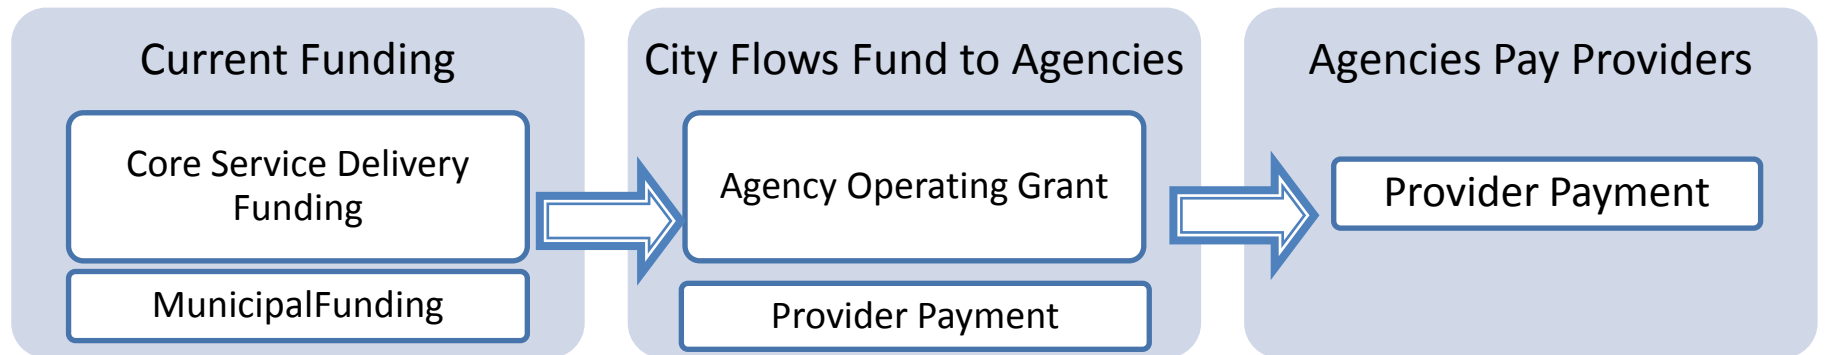 Current Funding
Core Service Delivery
Funding
MunicipalFunding
City Flows Fund to Agencies
Agency Operating Grant
Provider Payment
Agencies Pay Providers
Provider Payment